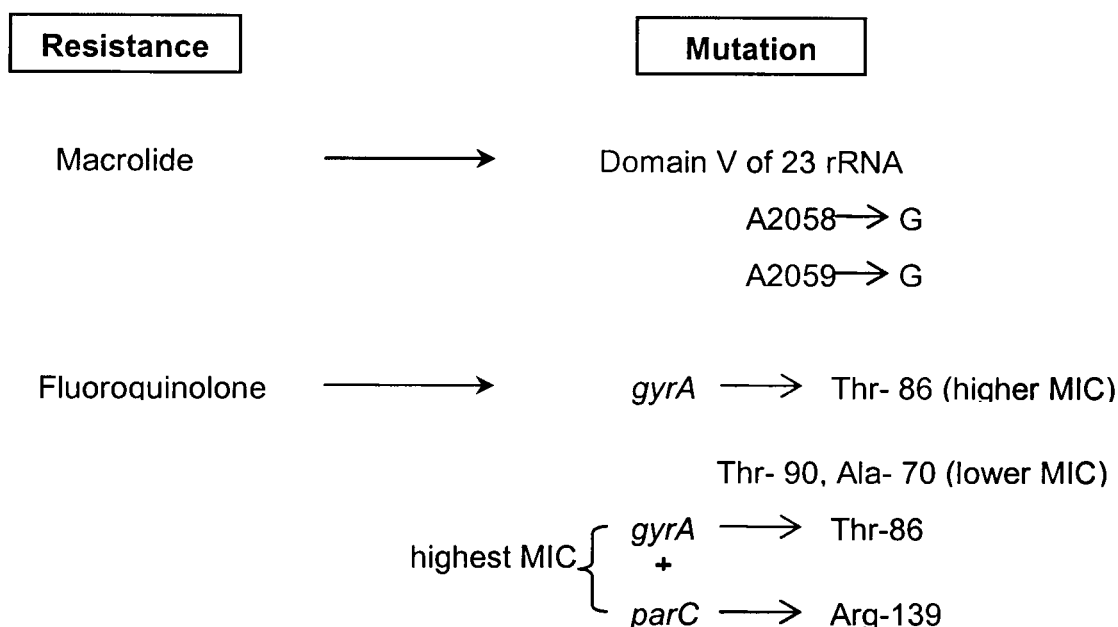 Resistance Mutation
Macrolide → Domain V of 23 rRNA
A2058 → G
A2059 → G
Fluoroquinolone → gyrA → Thr- 86 (higher MIC)
Thr- 90, Ala- 70 (lower MIC)
gyrA → Thr-86
highest MIC { +
parC → Arg-139